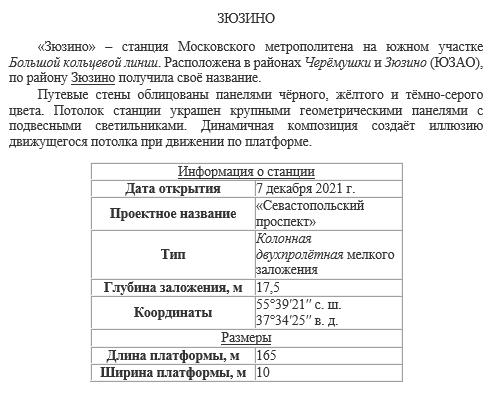 ЗЮЗИНО
«Зюзино» – станция Московского метрополитена на южном участке
Большой кольцевой линии. Расположена в районах Черёмушки и Зюзино (ЮЗАО),
по району Зюзино получила своё название.
Путевые стены облицованы панелями чёрного, жёлтого и тёмно-серого
цвета. Потолок станции украшен крупными геометрическими панелями с
подвесными светильниками. Динамичная композиция создаёт иллюзию
движущегося потолка при движении по платформе.
Информация о станции
Дата открытия 7 декабря 2021 г.
Проектное название «Севастопольский
проспект»
Тип Колонная
двухпролётная мелкого
заложения
Глубина заложения, м 17,5
Координаты 55°39′21″ с. ш.
37°34′25″ в. д.
Размеры
Длина платформы, м 165
Ширина платформы, м 10